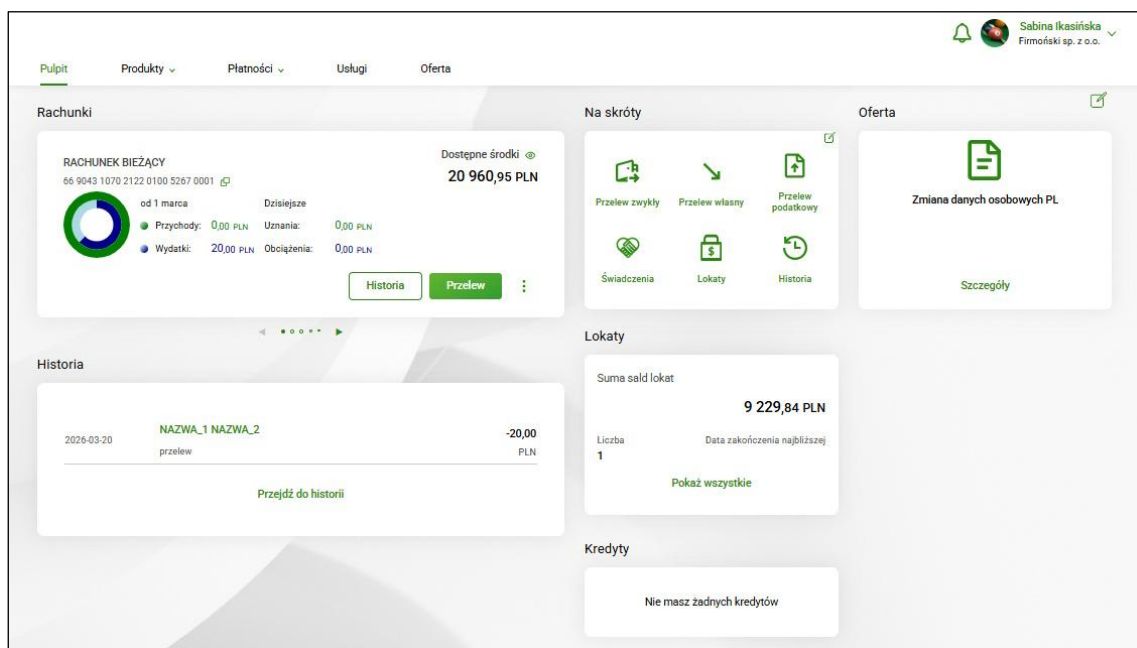 Sabina Ikasińska
Firmoński sp. z o.o.
Pulpit Produkty Płatności Usługi Oferta
Rachunki
RACHUNEK BIEŻĄCY
66 9043 1070 2122 0100 5267 0001
Dostępne środki
20 960,95 PLN
od 1 marca Dzisiejsze
Przychody: 0,00 PLN Uznania: 0,00 PLN
Wydatki: 20,00 PLN Obciążenia: 0,00 PLN
Historia Przelew
Historia
2026-03-20
NAZWA_1 NAZWA_2
przelew
-20,00
PLN
Przejdź do historii
Na skróty
Przelew zwykły Przelew własny Przelew podatkowy
Świadczenia Lokaty Historia
Lokaty
Suma sald lokat
9 229,84 PLN
Liczba Data zakończenia najbliższej
1
Pokaż wszystkie
Kredyty
Nie masz żadnych kredytów
Oferta
Zmiana danych osobowych PL
Szczegóły